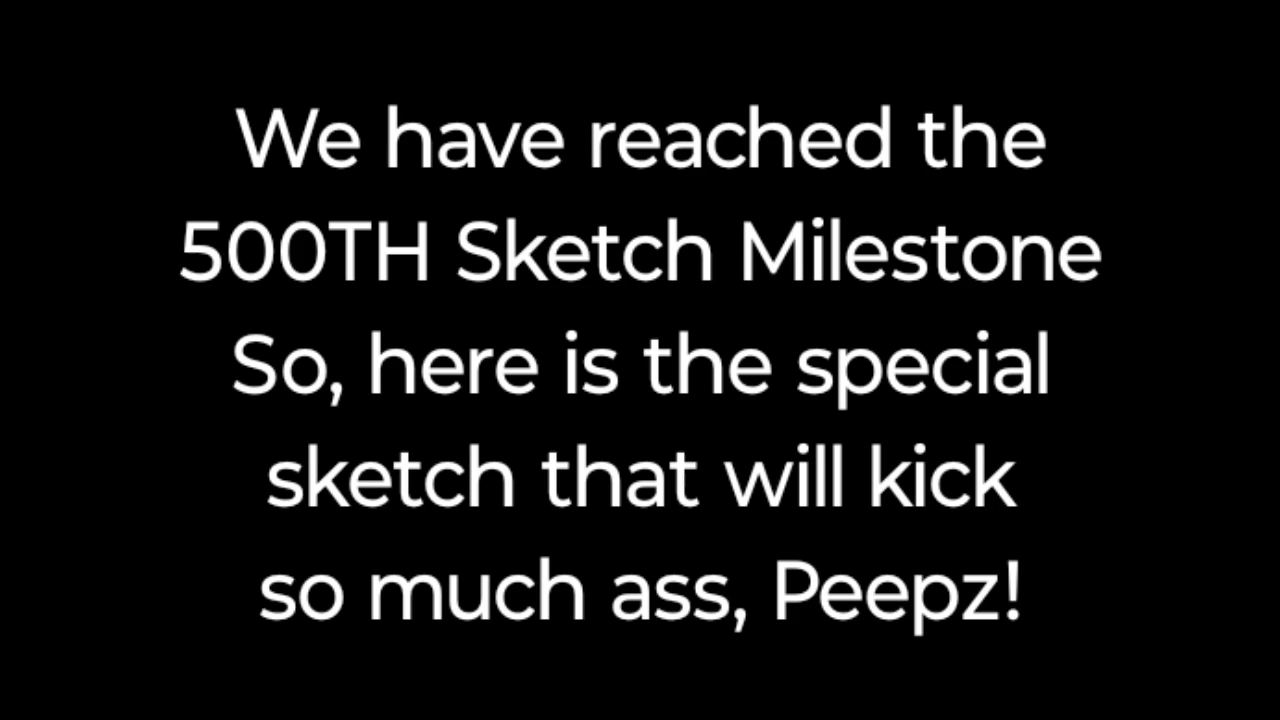 We have reached the
500TH Sketch Milestone
So, here is the special
sketch that will kick
so much ass, Peepz!